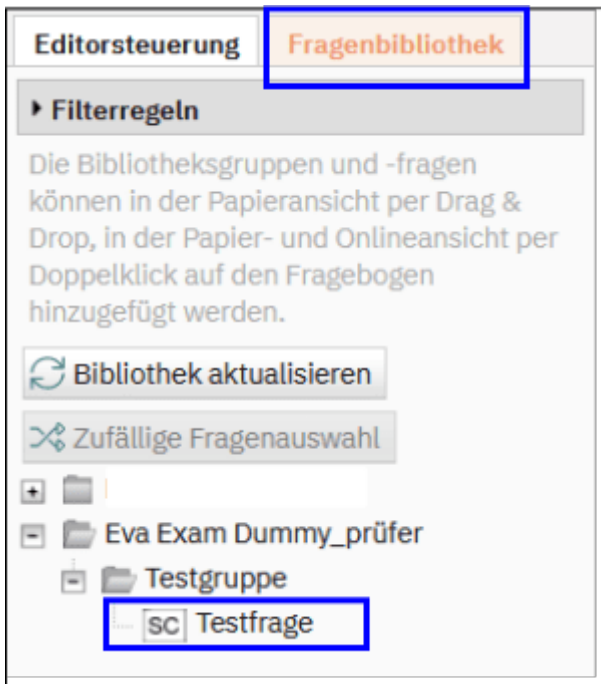 Editorsteuerung Fragenbibliothek
Filterregeln
Die Bibliotheksgruppen und -fragen
können in der Papieransicht per Drag &
Drop, in der Papier- und Onlineansicht per
Doppelklick auf den Fragebogen
hinzugefügt werden.
Bibliothek aktualisieren
Zufällige Fragenauswahl
Eva Exam Dummy_prüfer
Testgruppe
SC Testfrage